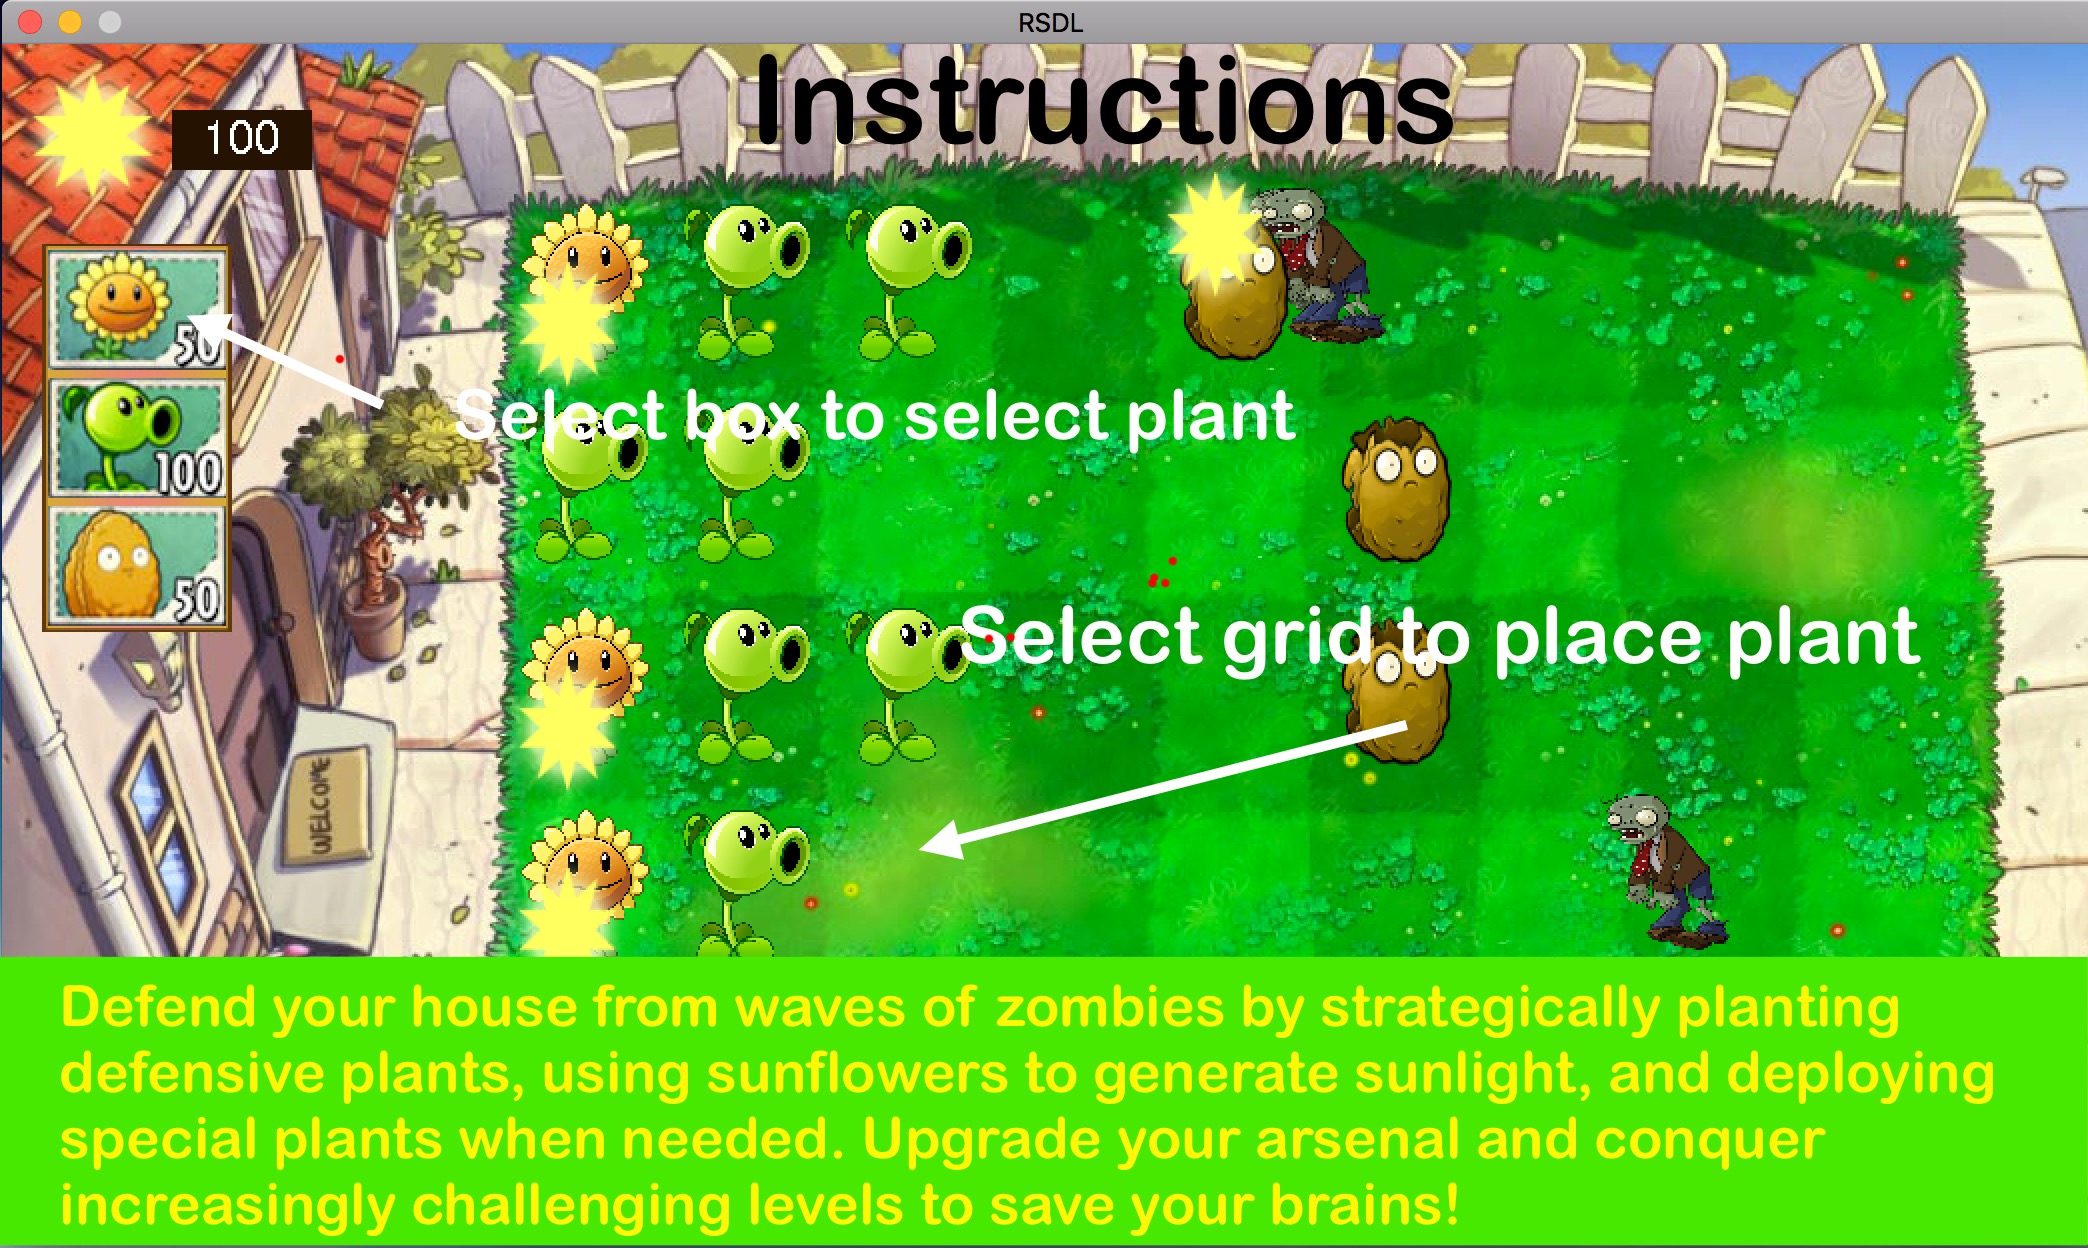 RSDL
Instructions
100
50
100
50
Select box to select plant
Select grid to place plant
WELCOME
Defend your house from waves of zombies by strategically planting
defensive plants, using sunflowers to generate sunlight, and deploying
special plants when needed. Upgrade your arsenal and conquer
increasingly challenging levels to save your brains!